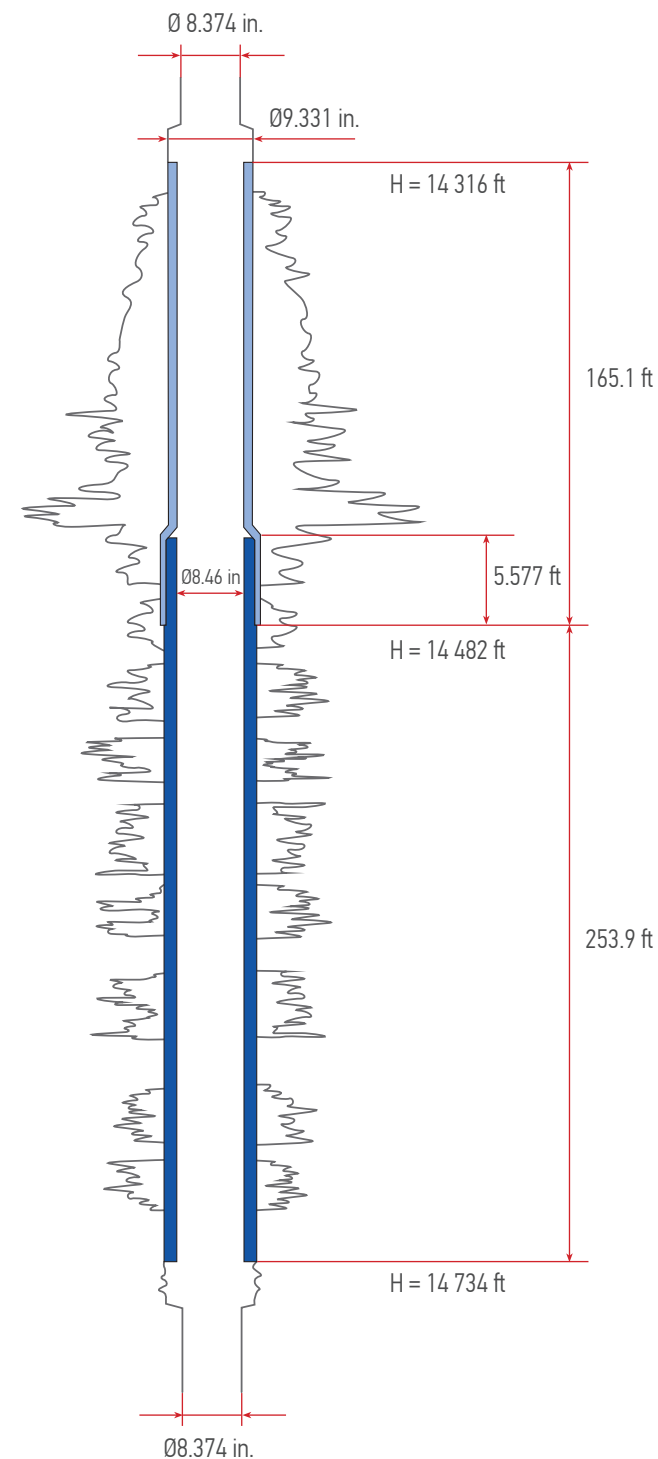 Ø 8.374 in.
Ø9.331 in.
H = 14 316 ft
165.1 ft
Ø8.46 in
5.577 ft
H = 14 482 ft
253.9 ft
H = 14 734 ft
Ø8.374 in.